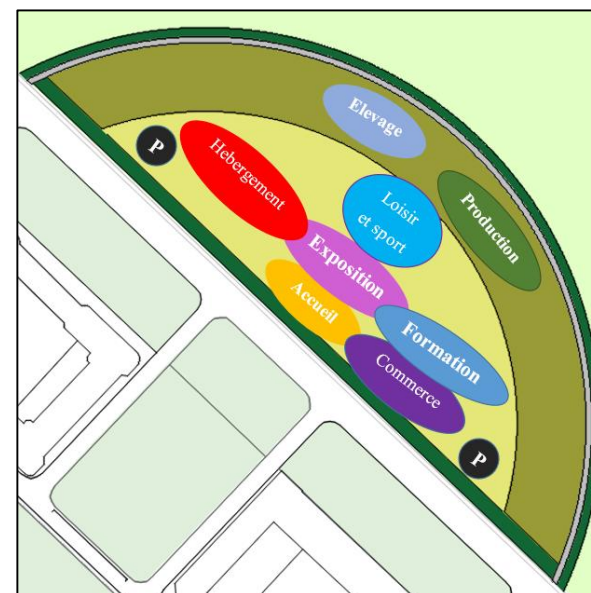 Elevage
P
Hebergement
Loisir
et sport
Production
Exposition
Accueil
Formation
Commerce
P